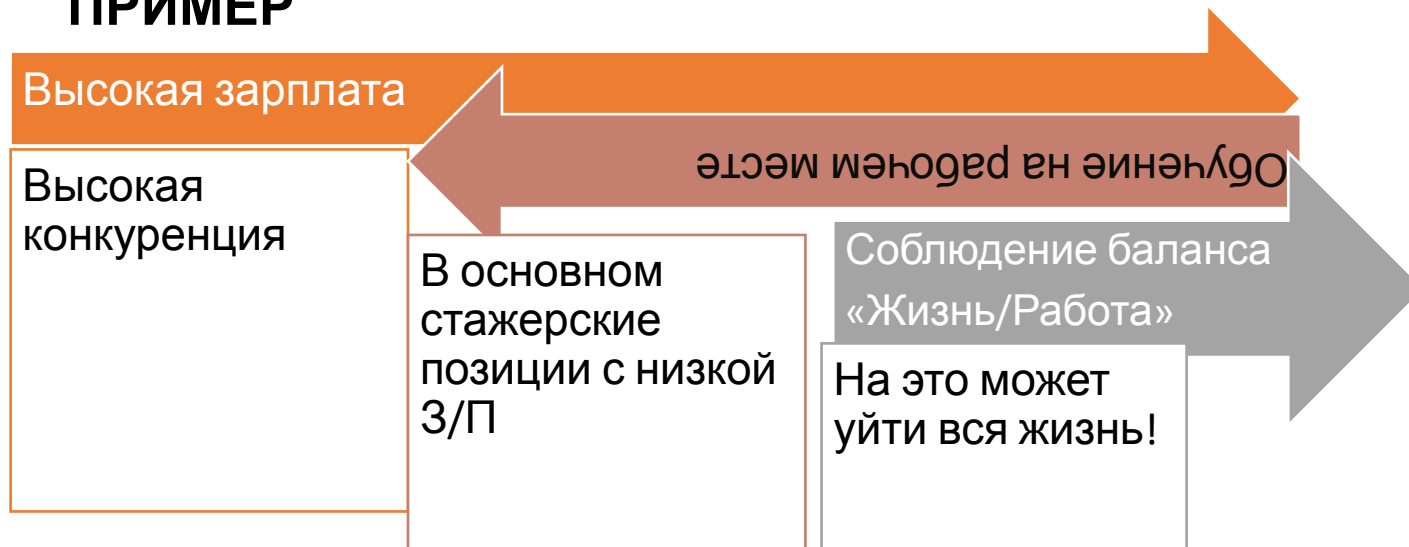 ПРИМЕР
Высокая зарплата
Обучение на рабочем месте
Высокая
конкуренция
Соблюдение баланса
«Жизнь/Работа»
В основном
стажерские
позиции с низкой
З/П
На это может
уйти вся жизнь!